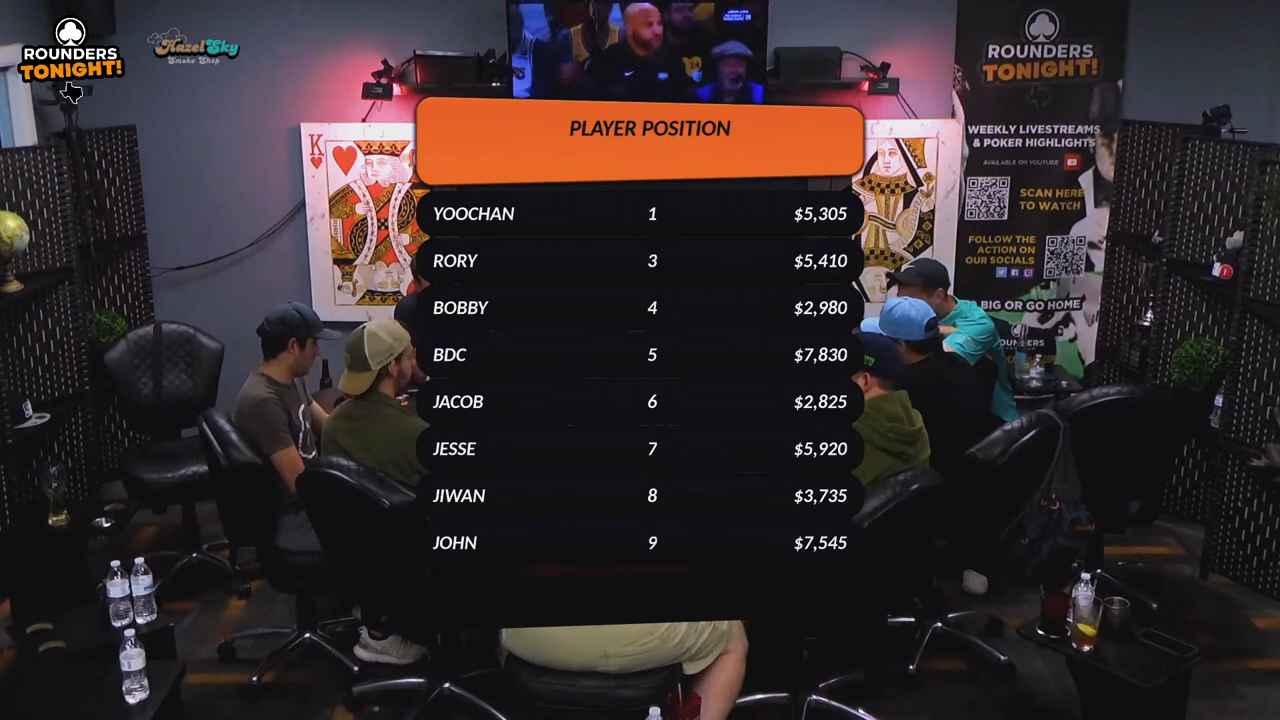 ROUNDERS
TONIGHT!
HazelSky
Smoke Shop
ROUNDERS
TONIGHT!
PLAYER POSITION
K
WEEKLY LIVESTREAMS
& POKER HIGHLIGHTS
AVAILABLE ON YOUTUBE
SCAN HERE
TO WATCH
FOLLOW THE
ACTION ON
OUR SOCIALS
BIG OR GO HOME
YOOCHAN 1 $5,305
RORY 3 $5,410
BOBBY 4 $2,980
BDC 5 $7,830
JACOB 6 $2,825
JESSE 7 $5,920
JIWAN 8 $3,735
JOHN 9 $7,545